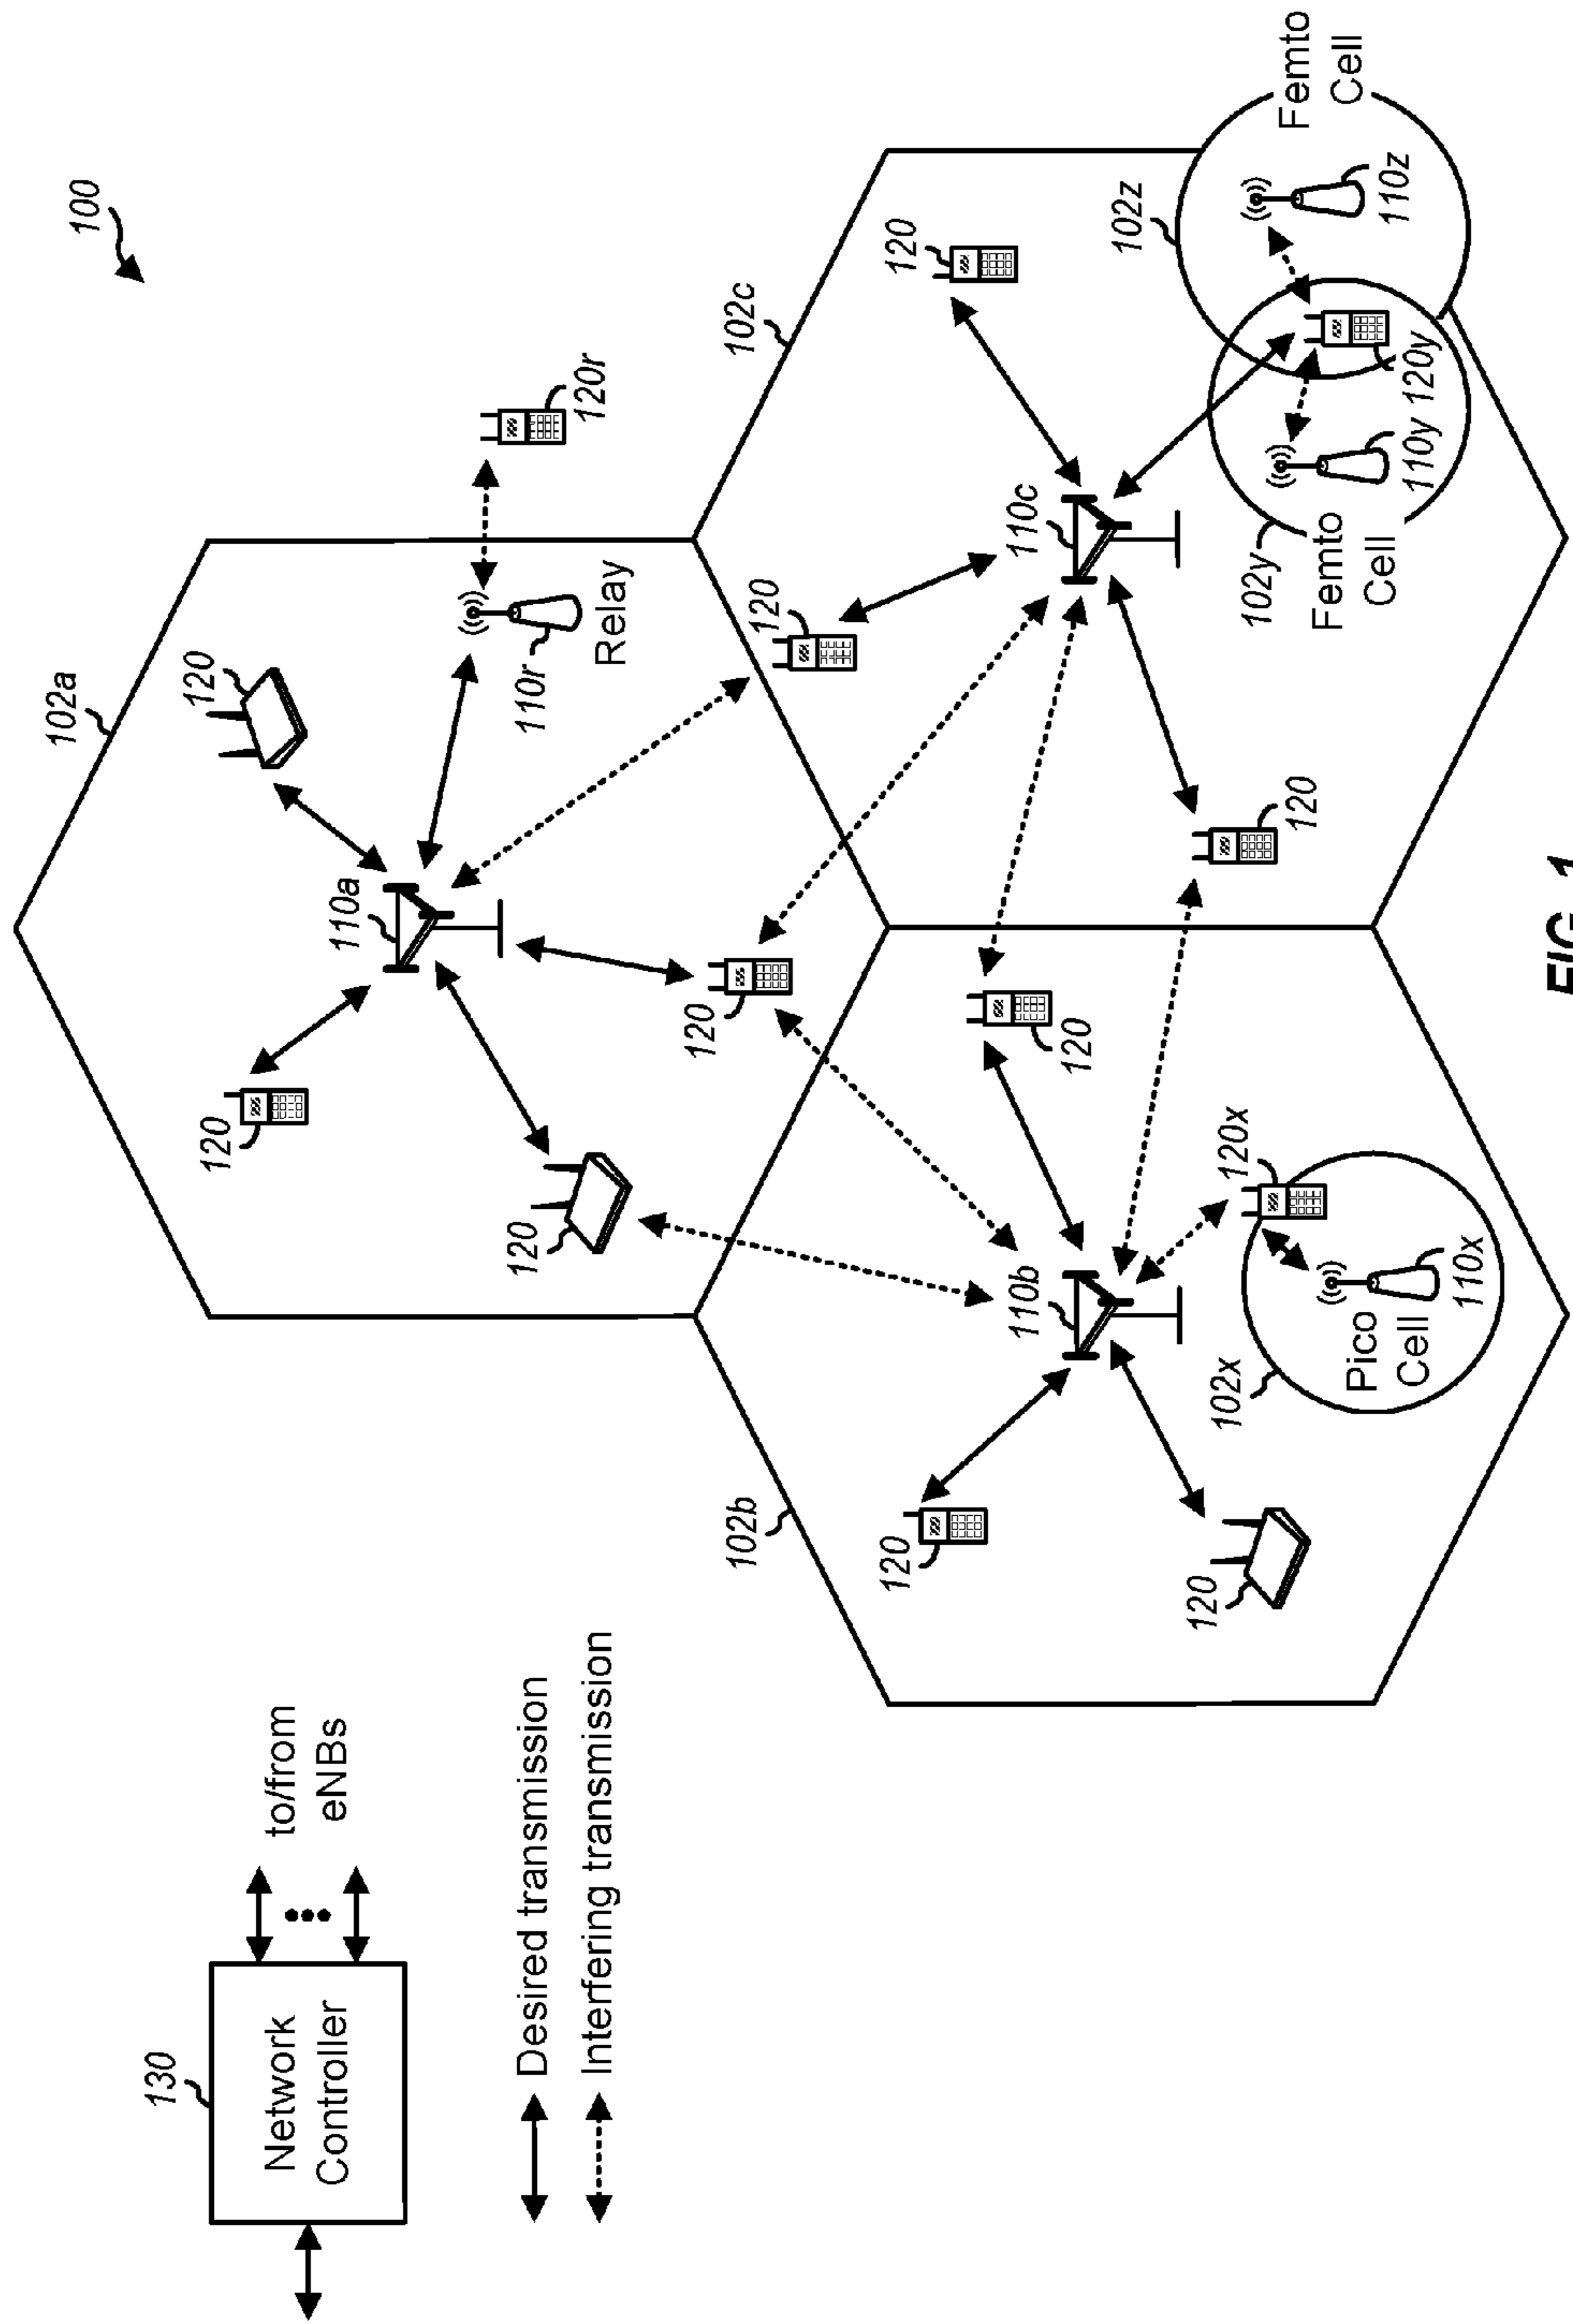 100
130
Network
Controller
to/from
eNBs
Desired transmission
Interfering transmission
102a
120
120
110a
120
120
110r
Relay
120r
120
102b
120
110b
120
120
102x
Pico
Cell
110x
120x
102c
120
120
110c
120
102y
Femto
Cell
110y
120y
102z
110z
Femto
Cell
FIG. 1